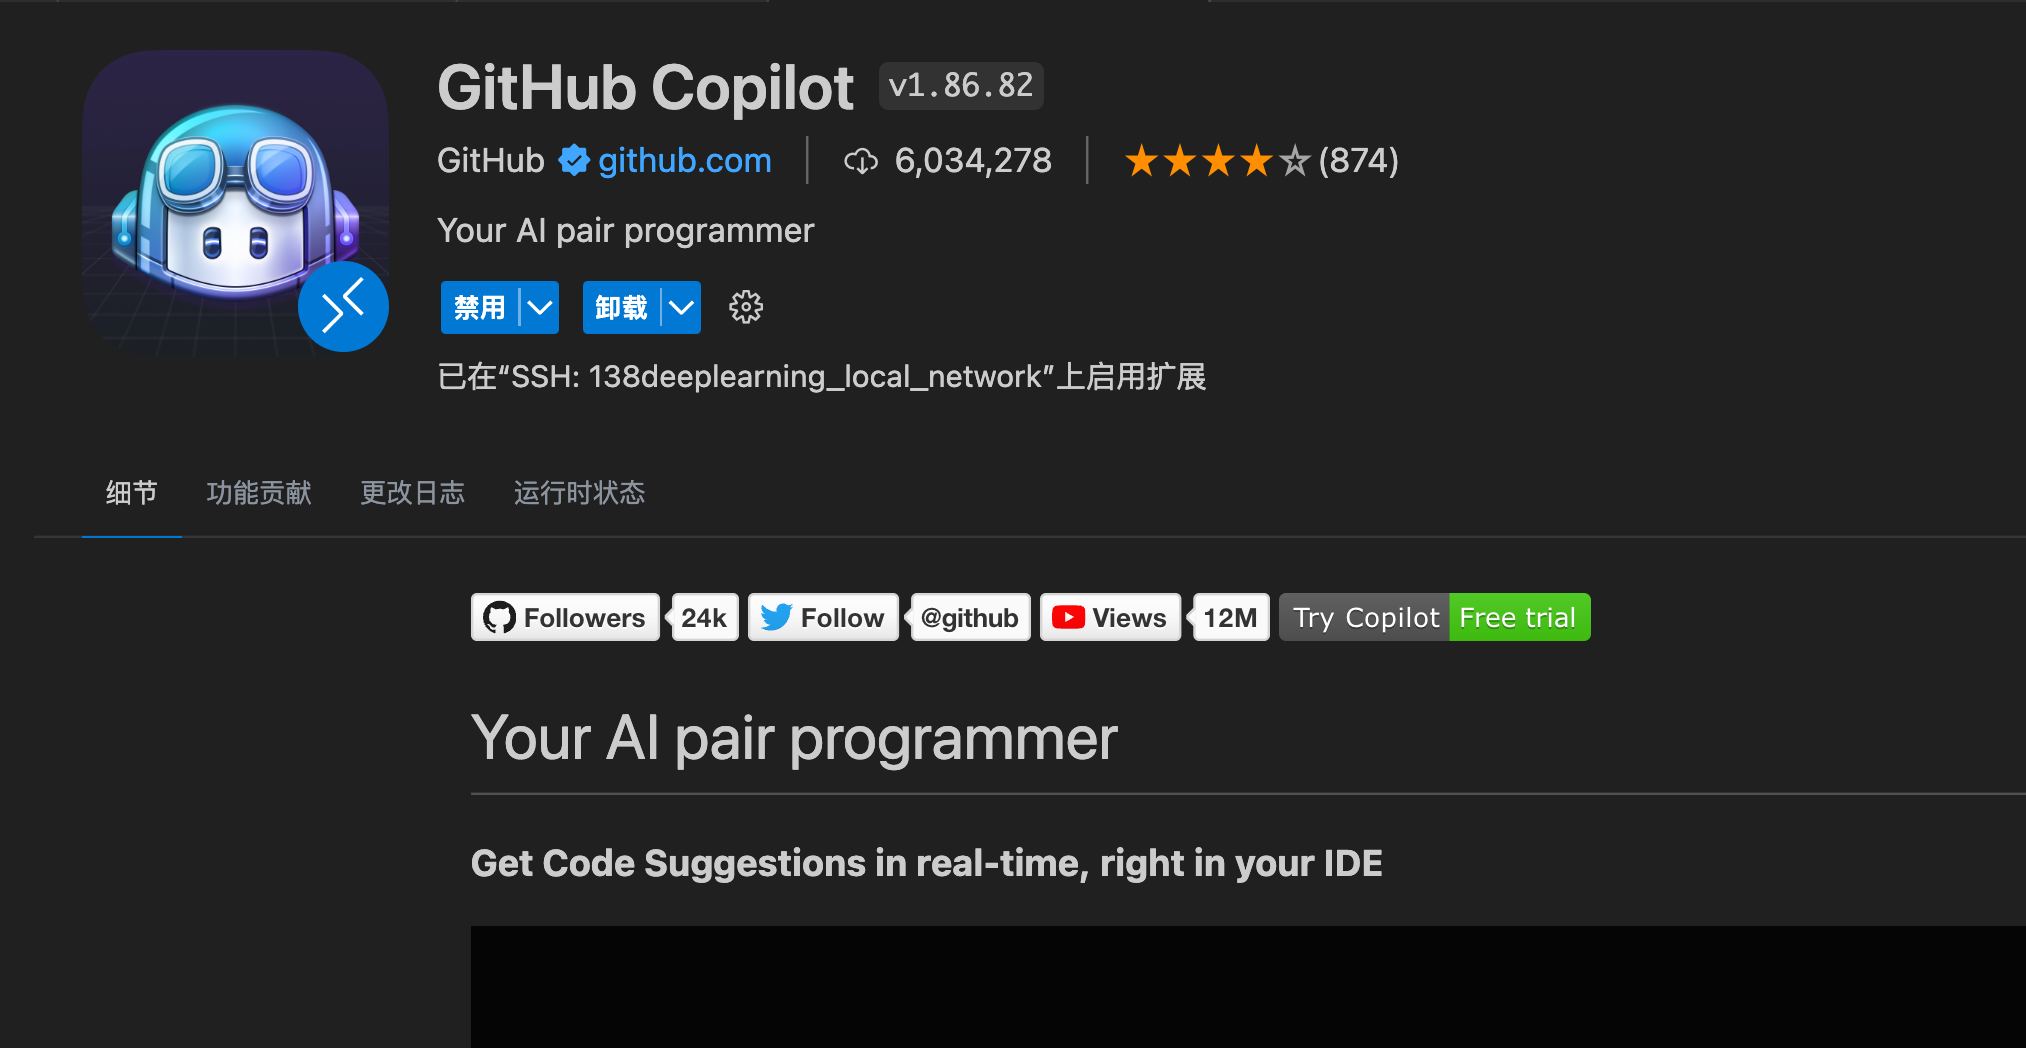 GitHub Copilot v1.86.82
GitHub github.com 6,034,278 (874)
Your AI pair programmer
禁用 卸载
已在“SSH: 138deeplearning_local_network”上启用扩展
细节 功能贡献 更改日志 运行时状态
Followers 24k Follow @github Views 12M Try Copilot Free trial
Your AI pair programmer
Get Code Suggestions in real-time, right in your IDE